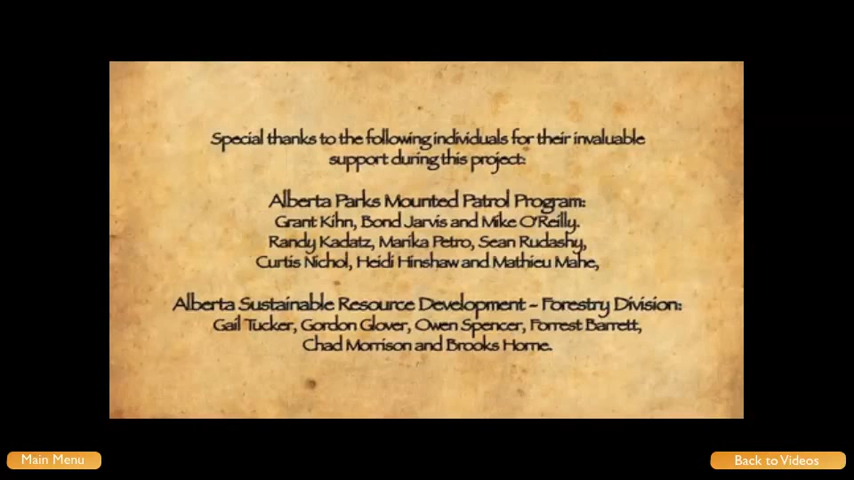 Special thanks to the following individuals for their invaluable
support during this project:
Alberta Parks Mounted Patrol Program:
Grant Kihn, Bond Jarvis and Mike O'Reilly.
Randy Kadatz, Marika Petro, Sean Rudashy,
Curtis Nichol, Heidi Hinshaw and Mathieu Mahe,
Alberta Sustainable Resource Development - Forestry Division:
Gail Tucker, Gordon Glover, Owen Spencer, Forrest Barrett,
Chad Morrison and Brooks Horne.
Main Menu
Back to Videos